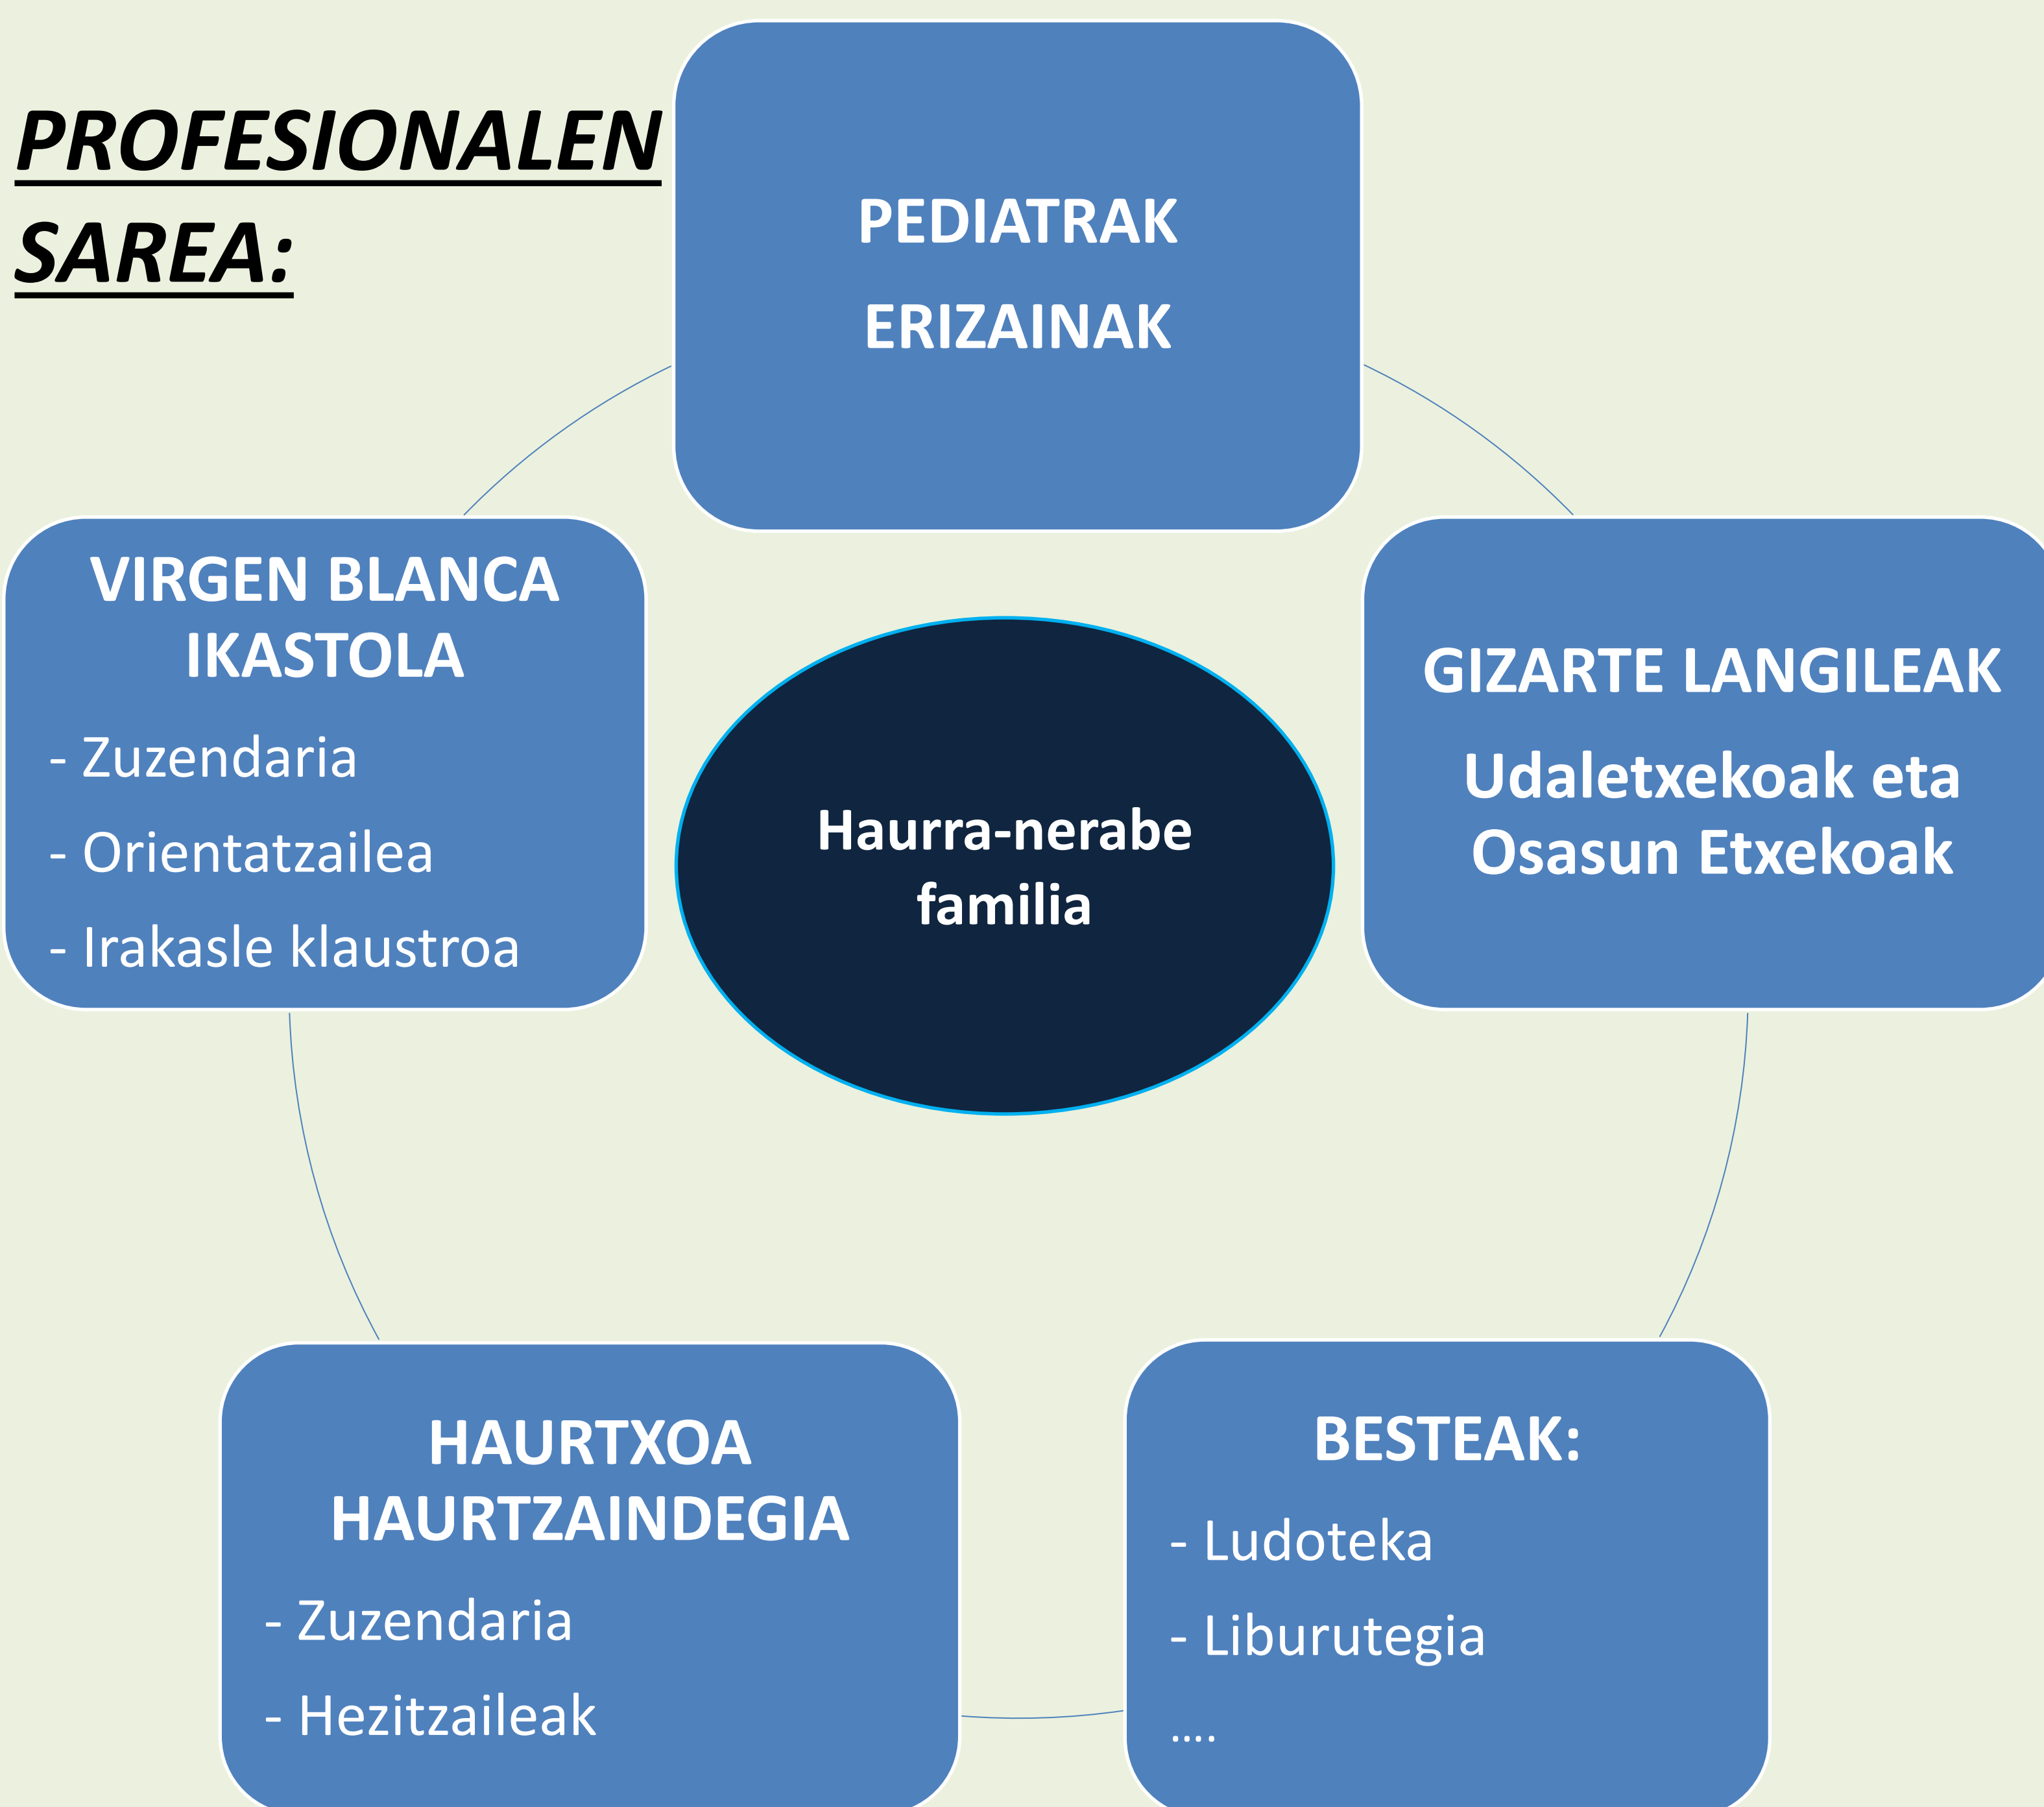 PROFESIONALEN
SAREA:
PEDIATRAK
ERIZAINAK
VIRGEN BLANCA
IKASTOLA
- Zuzendaria
- Orientatzailea
- Irakasle klaustroa
Haurra-nerabe
familia
GIZARTE LANGILEAK
Udaletxekoak eta
Osasun Etxekoak
HAURTXOA
HAURTZAINDEGIA
- Zuzendaria
- Hezitzaileak
BESTEAK:
- Ludoteka
- Liburutegia
....